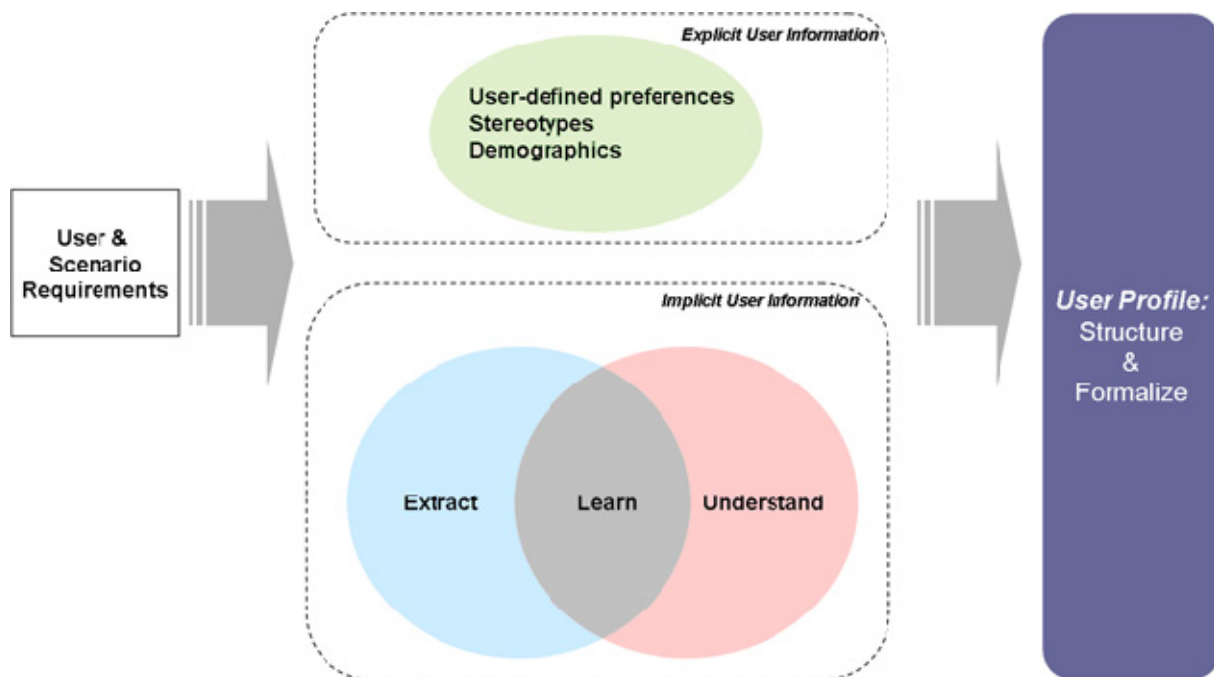 Explicit User Information
User-defined preferences
Stereotypes
Demographics
User &
Scenario
Requirements
Implicit User Information
Extract
Learn
Understand
User Profile:
Structure
&
Formalize